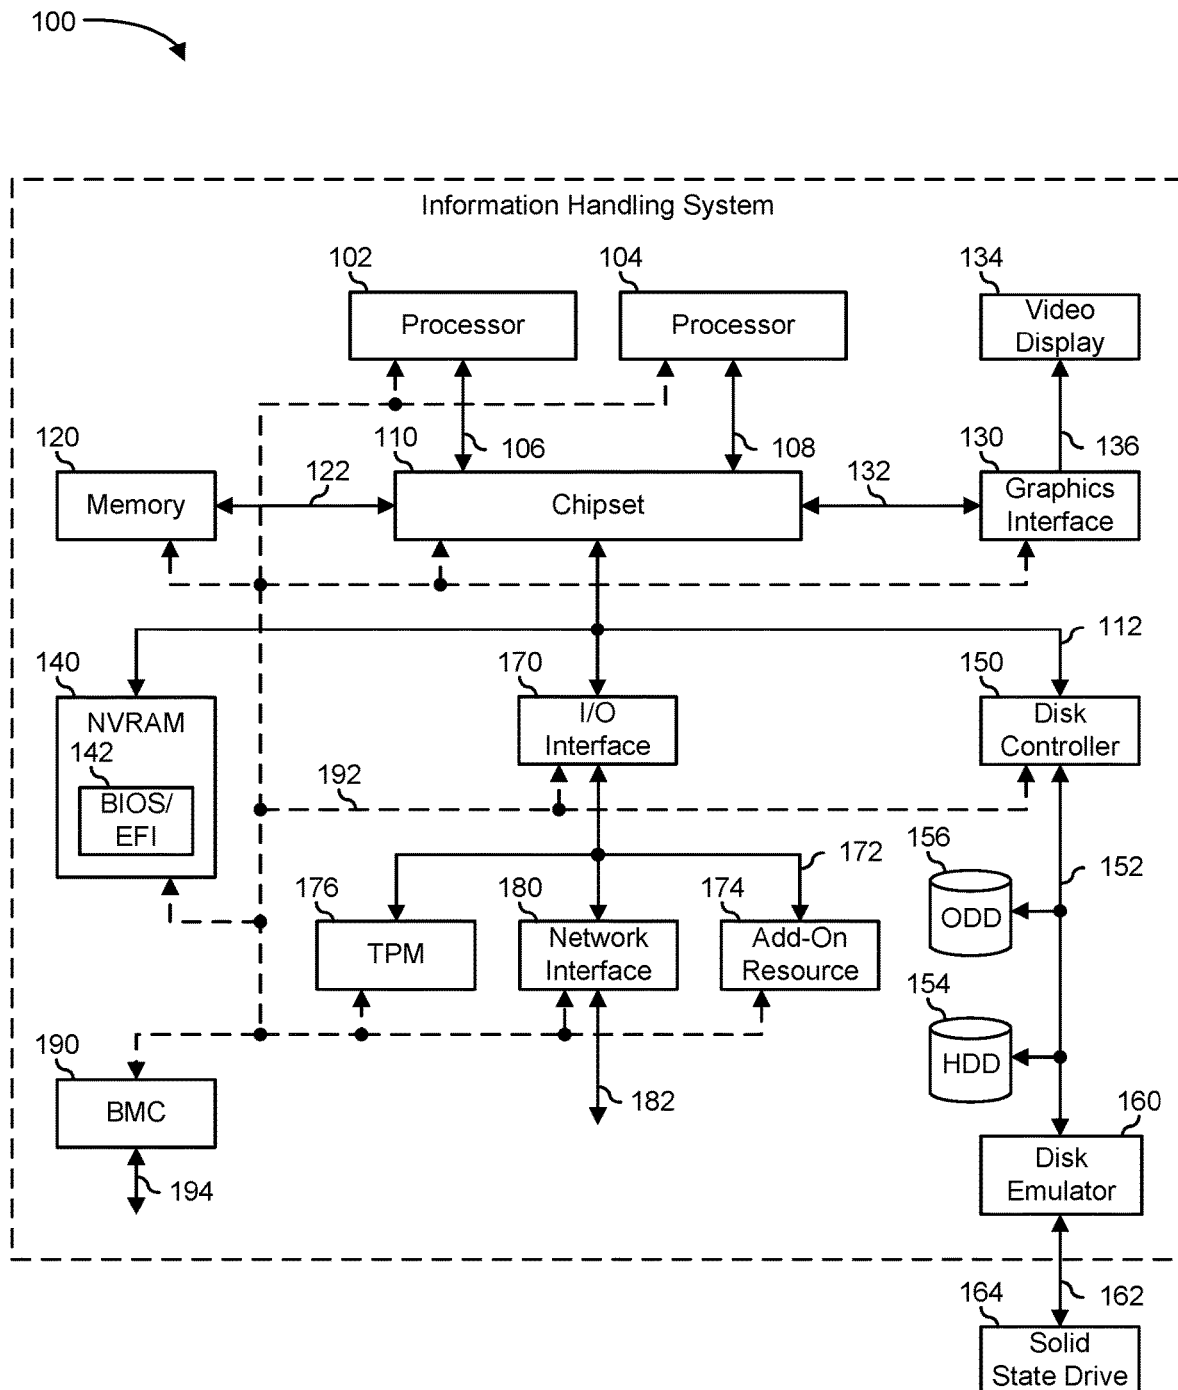 100
Information Handling System
102
104
134
Processor
Processor
Video
Display
120
110
106
108
130
136
Memory
122
Chipset
132
Graphics
Interface
112
140
170
150
NVRAM
I/O
Interface
Disk
Controller
142
BIOS/
EFI
192
172
156
152
176
180
174
ODD
TPM
Network
Interface
Add-On
Resource
154
190
HDD
BMC
182
160
194
Disk
Emulator
164
162
Solid
State Drive